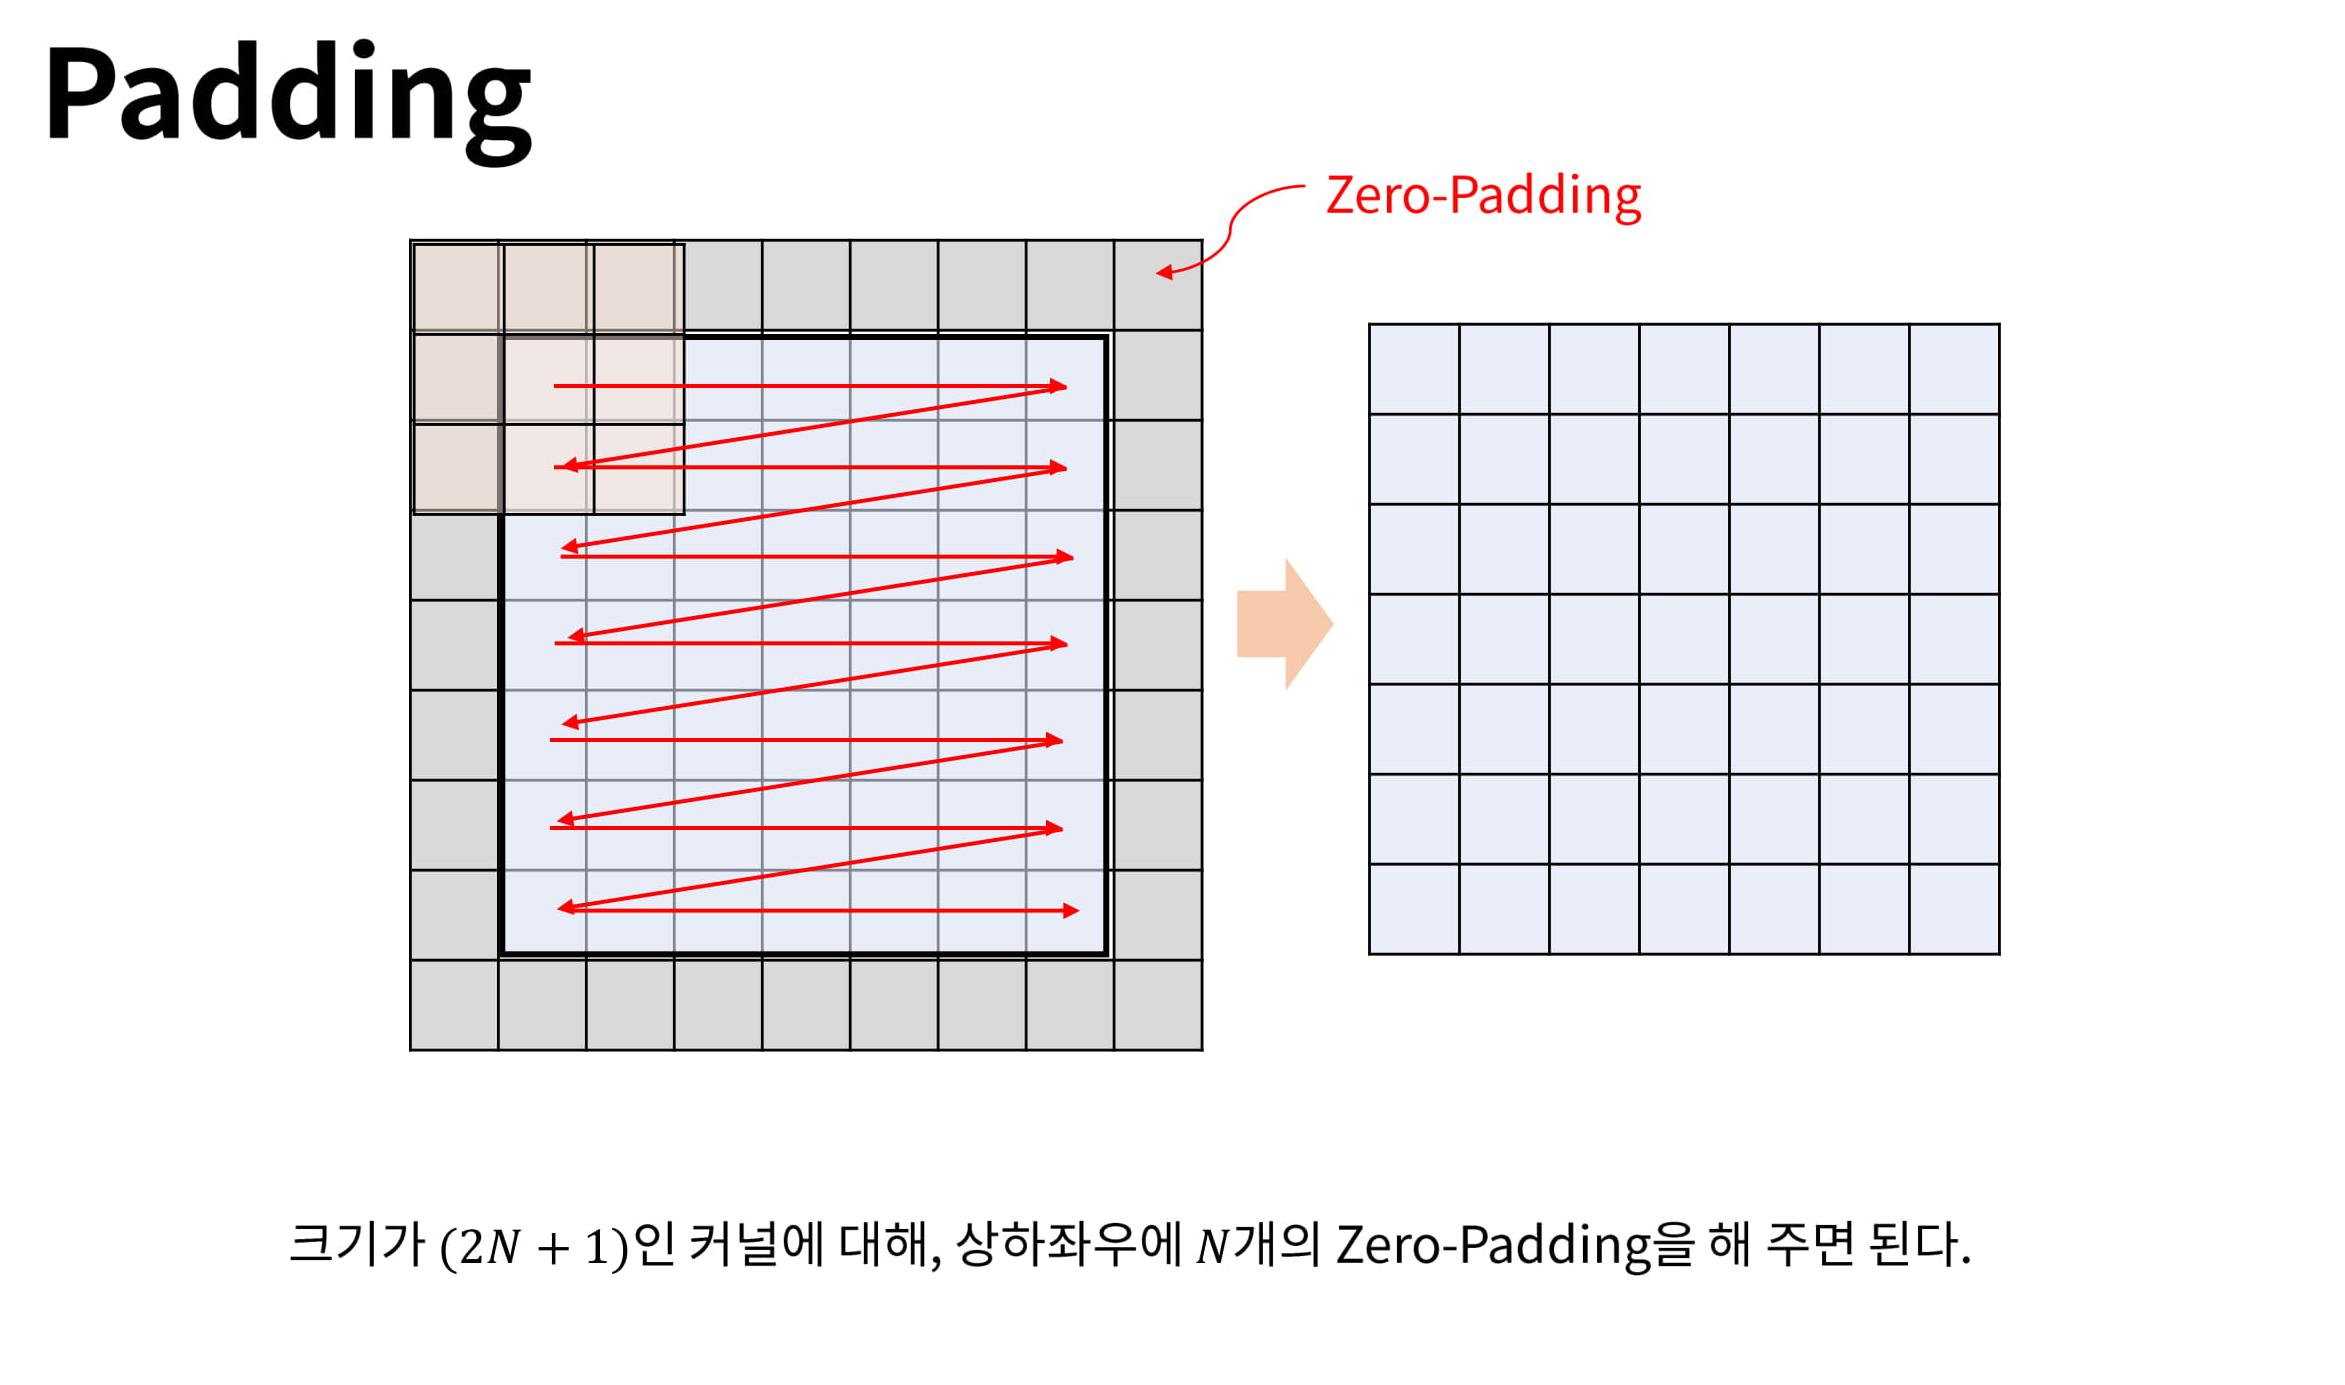 Padding
Zero-Padding
크기가 (2N + 1)인 커널에 대해, 상하좌우에 N개의 Zero-Padding을 해 주면 된다.